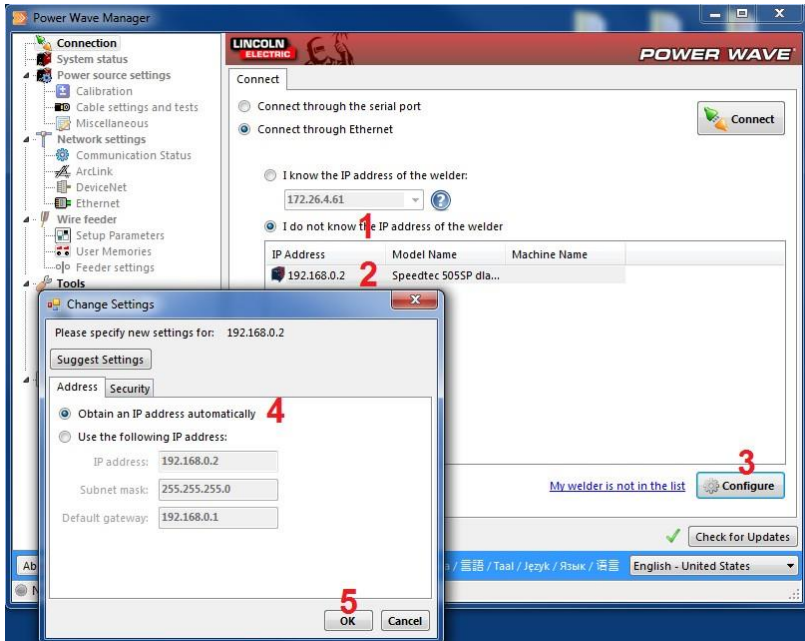 Power Wave Manager
Connection
System status
Power source settings
Calibration
Cable settings and tests
Miscellaneous
Network settings
Communication Status
ArcLink
DeviceNet
Ethernet
Wire feeder
Setup Parameters
User Memories
Feeder settings
Tools
LINCOLN
ELECTRIC
POWER WAVE
Connect
Connect through the serial port
Connect through Ethernet
Connect
I know the IP address of the welder:
172.26.4.61
I do not know the IP address of the welder
1
IP Address Model Name Machine Name
192.168.0.2 2 Speedtec 505SP dla...
3
My welder is not in the list Configure
Check for Updates
Ab
/ 言語 / Taal / Język / Язык / 语言 English - United States
N
Change Settings
Please specify new settings for: 192.168.0.2
Suggest Settings
Address Security
Obtain an IP address automatically 4
Use the following IP address:
IP address: 192.168.0.2
Subnet mask: 255.255.255.0
Default gateway: 192.168.0.1
5
OK Cancel